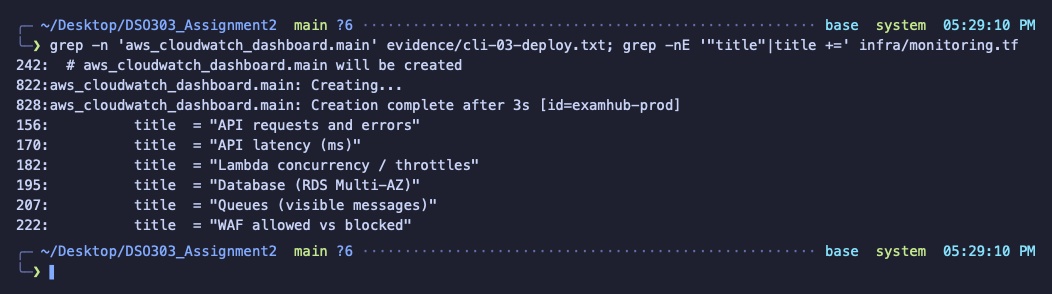 ~/Desktop/DSO303_Assignment2 main ?6 base system 05:29:10 PM
❯ grep -n 'aws_cloudwatch_dashboard.main' evidence/cli-03-deploy.txt; grep -nE '"title"|title +=' infra/monitoring.tf
242:  # aws_cloudwatch_dashboard.main will be created
822:aws_cloudwatch_dashboard.main: Creating...
828:aws_cloudwatch_dashboard.main: Creation complete after 3s [id=examhub-prod]
156:          title  = "API requests and errors"
170:          title  = "API latency (ms)"
182:          title  = "Lambda concurrency / throttles"
195:          title  = "Database (RDS Multi-AZ)"
207:          title  = "Queues (visible messages)"
222:          title  = "WAF allowed vs blocked"
~/Desktop/DSO303_Assignment2 main ?6 base system 05:29:10 PM
❯